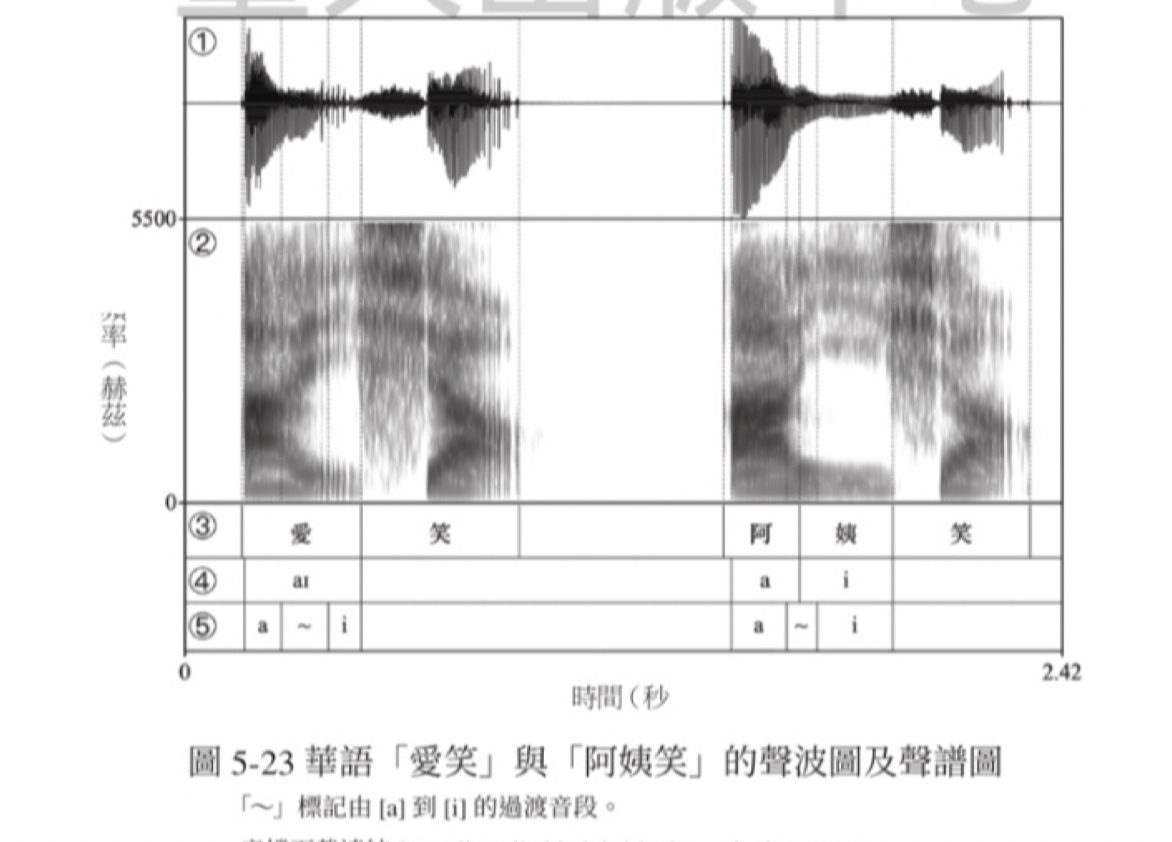 ①
5500
②
率（赫茲）
0
③ 愛 笑 阿 姨 笑
④ aɪ a i
⑤ a ~ i a ~ i
0 2.42
時間（秒
圖 5-23 華語「愛笑」與「阿姨笑」的聲波圖及聲譜圖
「～」標記由 [a] 到 [i] 的過渡音段。